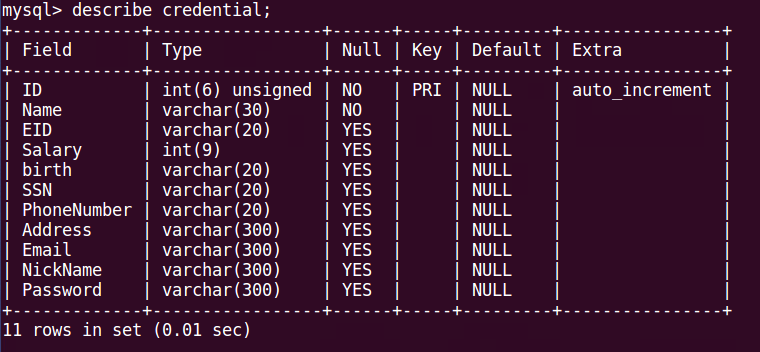 mysql> describe credential;
+-------------+-----------------+------+-----+---------+----------------+
| Field       | Type            | Null | Key | Default | Extra          |
+-------------+-----------------+------+-----+---------+----------------+
| ID          | int(6) unsigned | NO   | PRI | NULL    | auto_increment |
| Name        | varchar(30)     | NO   |     | NULL    |                |
| EID         | varchar(20)     | YES  |     | NULL    |                |
| Salary      | int(9)          | YES  |     | NULL    |                |
| birth       | varchar(20)     | YES  |     | NULL    |                |
| SSN         | varchar(20)     | YES  |     | NULL    |                |
| PhoneNumber | varchar(20)     | YES  |     | NULL    |                |
| Address     | varchar(300)    | YES  |     | NULL    |                |
| Email       | varchar(300)    | YES  |     | NULL    |                |
| NickName    | varchar(300)    | YES  |     | NULL    |                |
| Password    | varchar(300)    | YES  |     | NULL    |                |
+-------------+-----------------+------+-----+---------+----------------+
11 rows in set (0.01 sec)